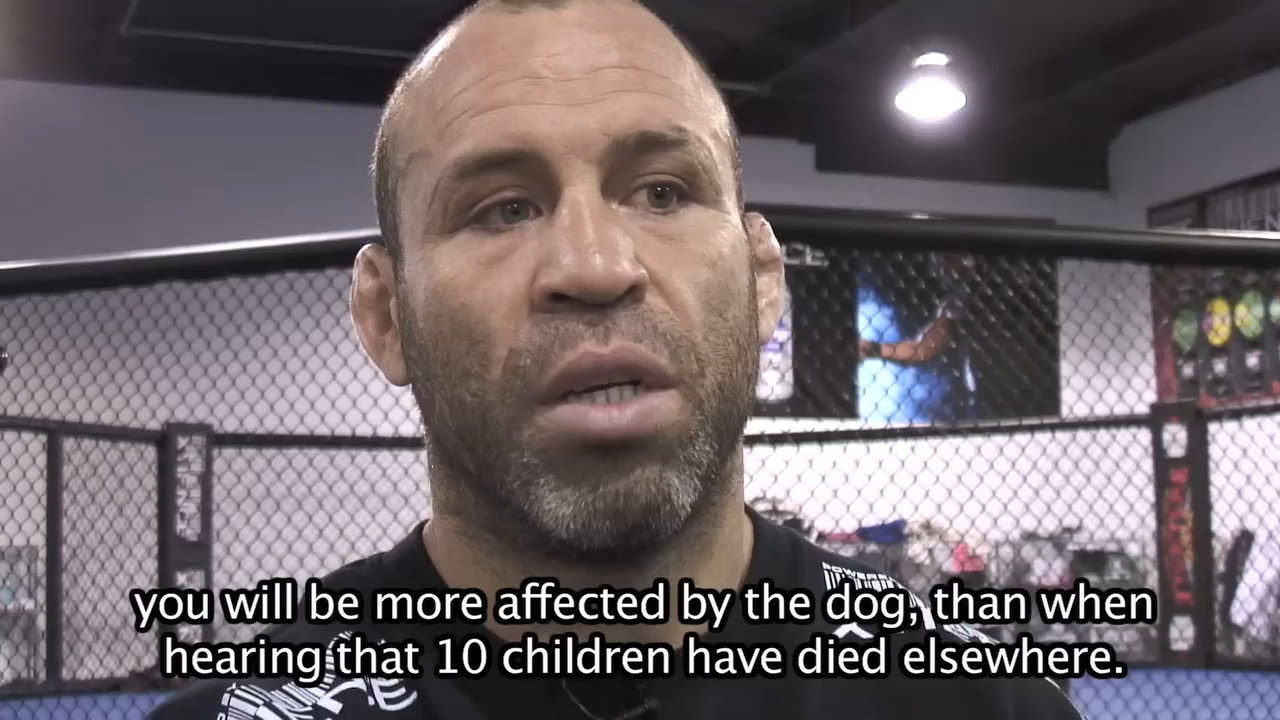 you will be more affected by the dog, than when
hearing that 10 children have died elsewhere.